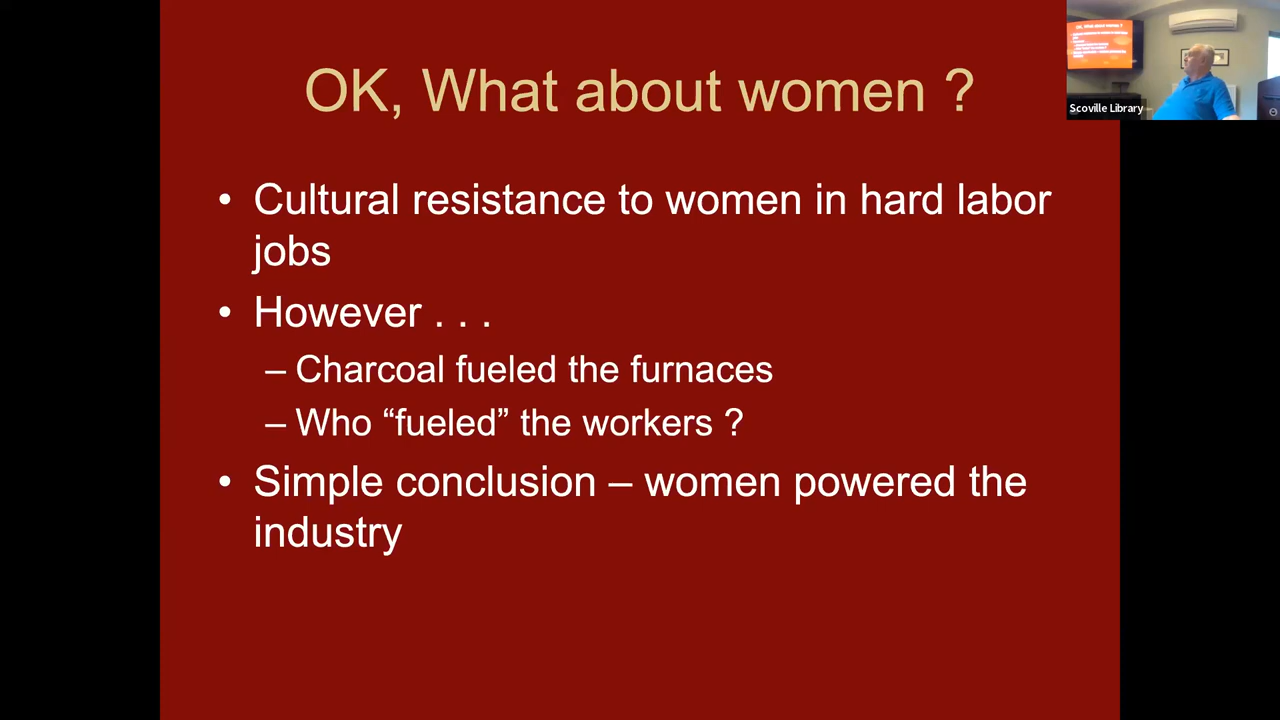 OK, What about women ?
• Cultural resistance to women in hard labor
jobs
• However . . .
– Charcoal fueled the furnaces
– Who “fueled” the workers ?
• Simple conclusion – women powered the
industry
Scoville Library